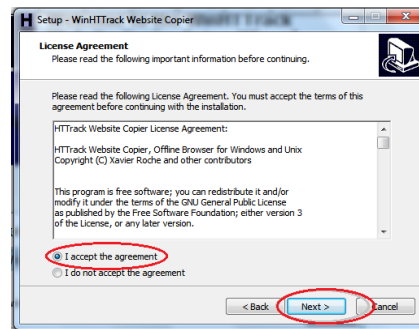 Setup - WinHTTrack Website Copier
License Agreement
Please read the following important information before continuing.
Please read the following License Agreement. You must accept the terms of this
agreement before continuing with the installation.
HTTrack Website Copier License Agreement:
HTTrack Website Copier, Offline Browser for Windows and Unix
Copyright (C) Xavier Roche and other contributors
This program is free software; you can redistribute it and/or
modify it under the terms of the GNU General Public License
as published by the Free Software Foundation; either version 3
of the License, or any later version.
I accept the agreement
I do not accept the agreement
< Back
Next >
Cancel